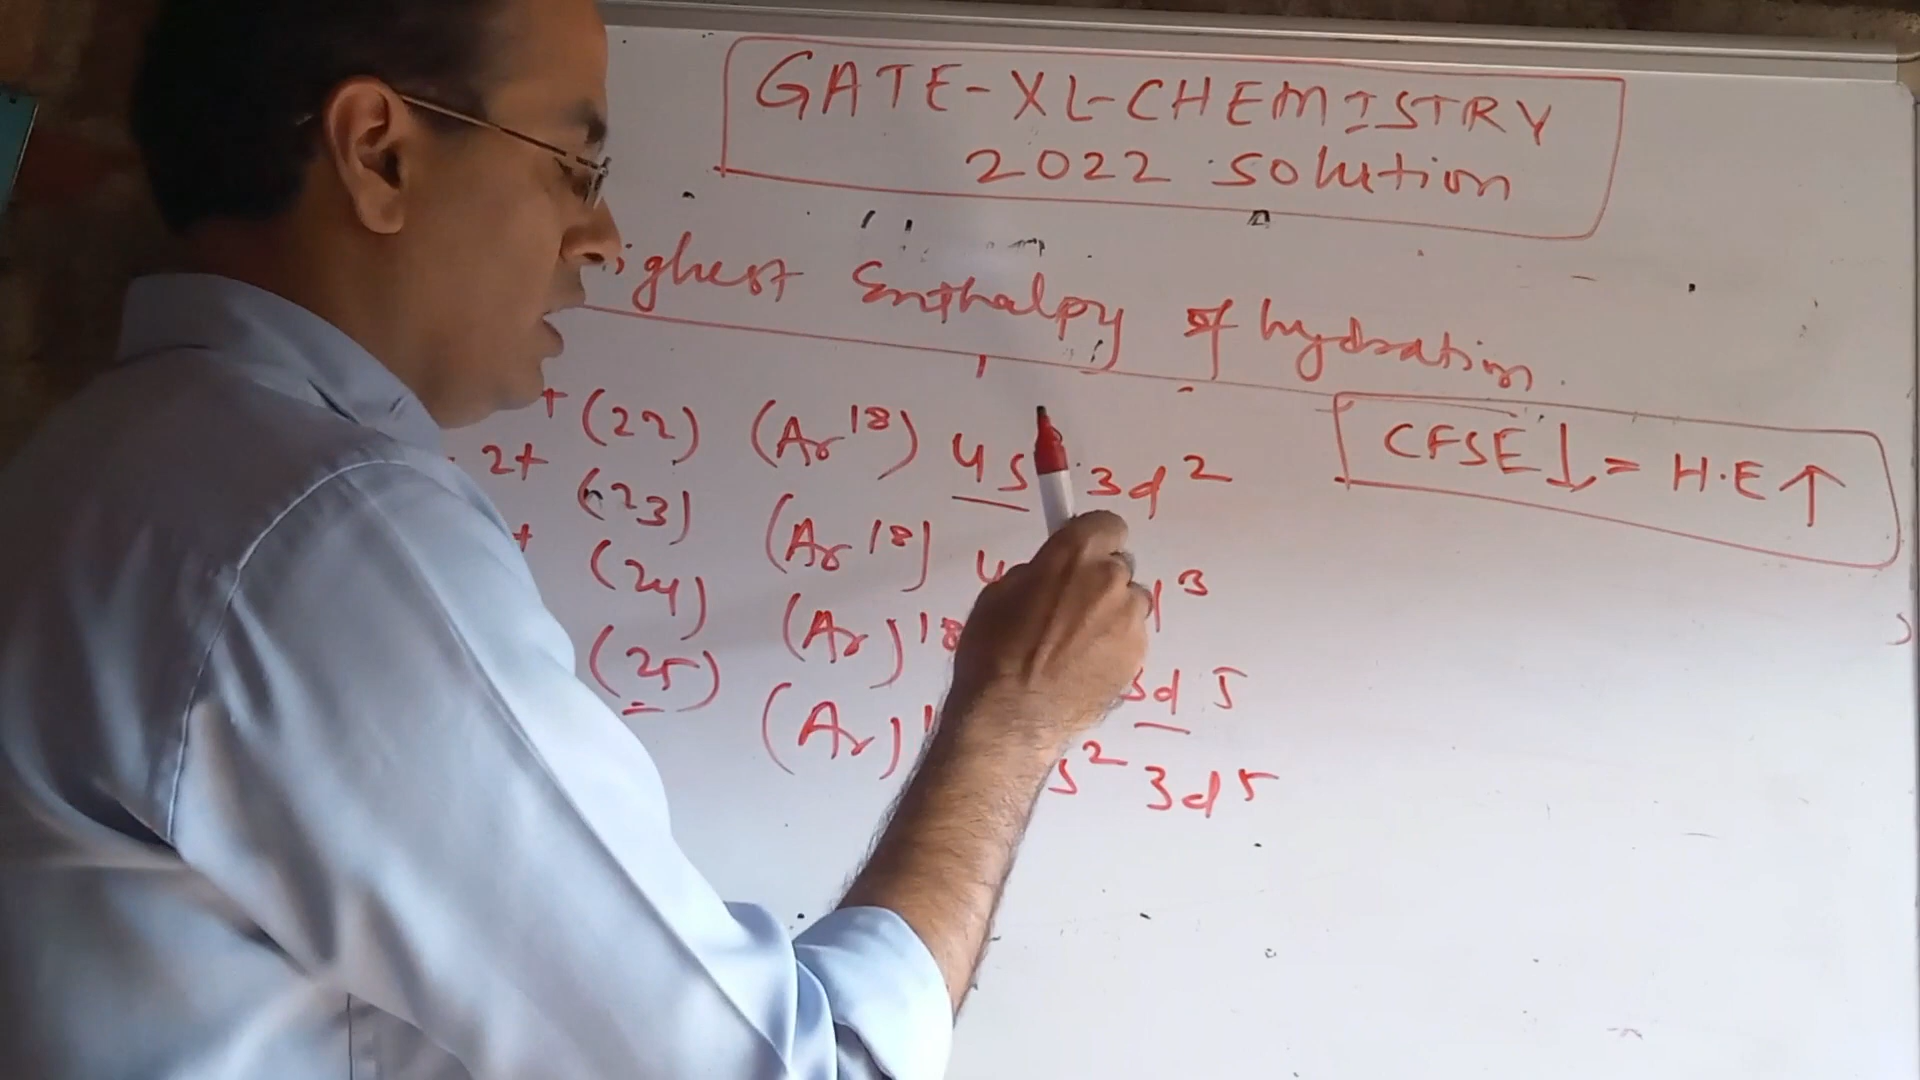 GATE-XL-CHEMISTRY
2022 Solution
ighest Enthalpy of hydration.
CFSE↓ = H.E↑
+ (22) (Ar18) 4s 3d2
2+ (23) (Ar18) 4 d3
+ (24) (Ar)18 3d5
(25) (Ar)1 s2 3d5